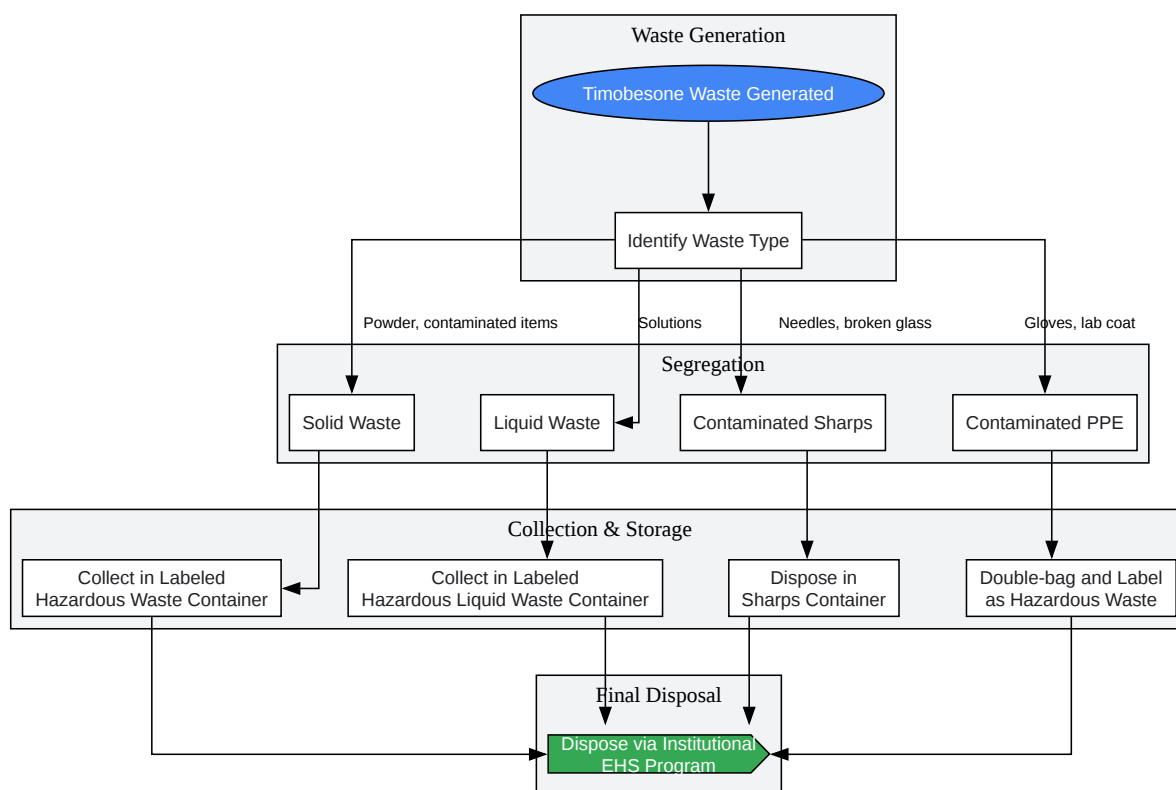 Waste Generation
Timobesone Waste Generated
Identify Waste Type
Powder, contaminated items
Solutions
Needles, broken glass
Gloves, lab coat
Segregation
Solid Waste
Liquid Waste
Contaminated Sharps
Contaminated PPE
Collection & Storage
Collect in Labeled
Hazardous Waste Container
Collect in Labeled
Hazardous Liquid Waste Container
Dispose in
Sharps Container
Double-bag and Label
as Hazardous Waste
Final Disposal
Dispose via Institutional
EHS Program